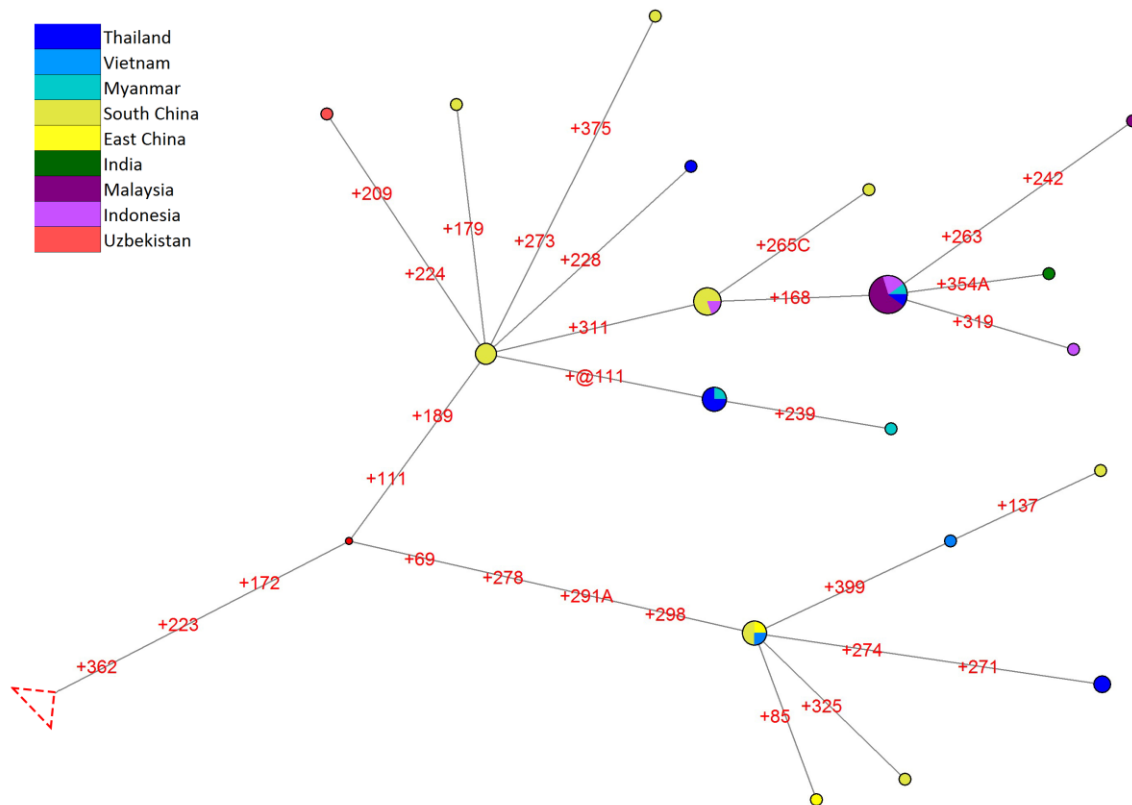 Thailand
Vietnam
Myanmar
South China
East China
India
Malaysia
Indonesia
Uzbekistan
+375
+209
+179
+242
+273
+228
+265C
+263
+224
+354A
+168
+311
+319
+@111
+239
+189
+111
+137
+69
+278
+399
+172
+291A
+298
+223
+274
+271
+362
+325
+85